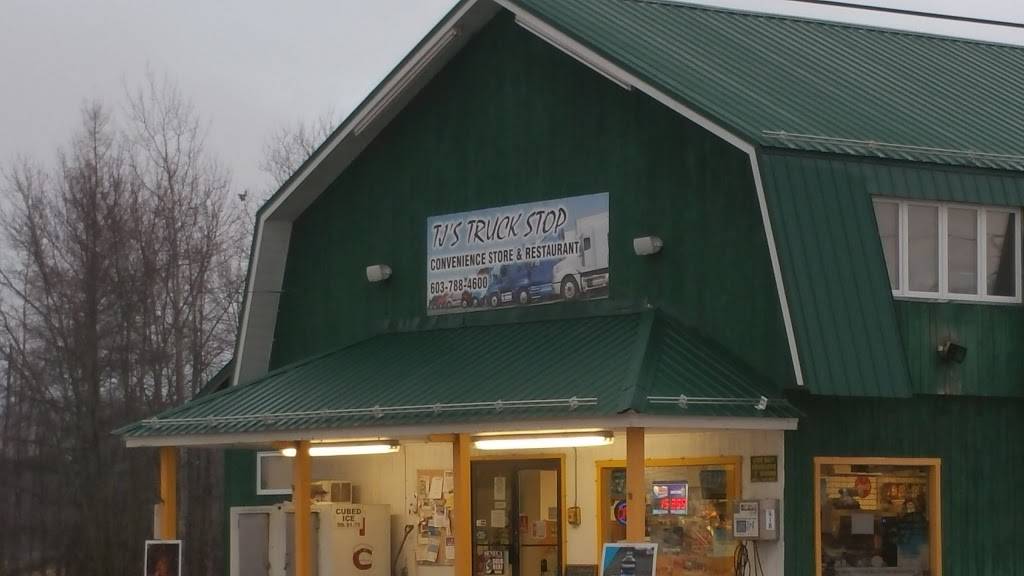 TJ'S TRUCK STOP
CONVENIENCE STORE & RESTAURANT
603-788-4600
CUBED
ICE
I
C